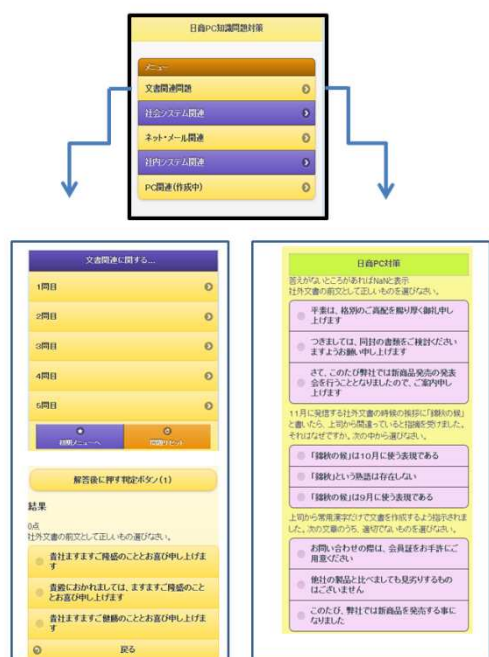 日商PC知識問題対策
メニュー
文書関連問題
社会システム関連
ネット・メール関連
社内システム関連
PC関連(作成中)
文書関連に関する...
1問目
2問目
3問目
4問目
5問目
初期メニューへ
問題リセット
解答後に押す判定ボタン(1)
結果
0点
社外文書の前文として正しいものを選びなさい。
貴社ますますご隆盛のこととお喜び申し上げま
す
貴殿におかれましては、ますますご隆盛のこと
とお喜び申し上げます
貴社ますますご健勝のこととお喜び申し上げま
す
戻る
日商PC対策
答えがないところがあればNaNと表示
社外文書の前文として正しいものを選びなさい。
平素は、格別のご高配を賜り厚く御礼申し
上げます
つきましては、同封の書類をご検討ください
ますようお願い申し上げます
さて、このたび弊社では新商品発売の発表
会を行うこととなりましたので、ご案内申し
上げます
11月に発信する社外文書の時候の挨拶に「錦秋の候」
と書いたら、上司から間違っていると指摘を受けました。
それはなぜですか。次の中から選びなさい。
「錦秋の候」は10月に使う表現である
「錦秋」という熟語は存在しない
「錦秋の候」は9月に使う表現である
上司から常用漢字だけで文書を作成するよう指示されま
した。次の文章のうち、適切でないものを選びなさい。
お問い合わせの際は、会員証をお手許にご
用意ください
他社の製品と比べましても見劣りするもの
はございません
このたび、弊社では新商品を発売する事に
なりました